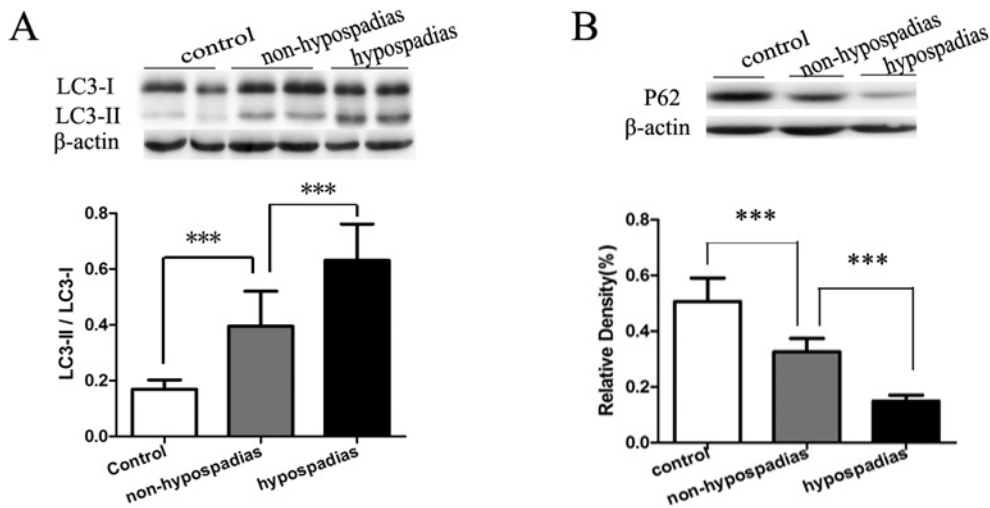 A
control non-hypospadias hypospadias
LC3-I
LC3-II
β-actin
***
***
0.8
0.6
0.4
0.2
0.0
LC3-II / LC3-I
Control
non-hypospadias
hypospadias
B
control non-hypospadias hypospadias
P62
β-actin
***
***
0.8
0.6
0.4
0.2
0.0
Relative Density(%)
control
non-hypospadias
hypospadias